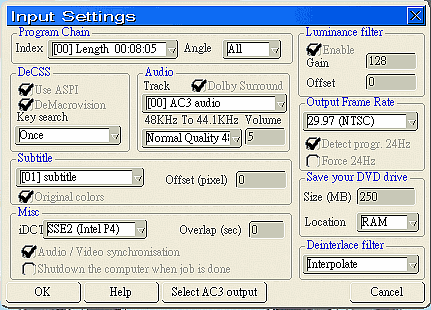 Input Settings
Program Chain
Index [00] Length 00:08:05 Angle All
DeCSS
Use ASPI
DeMacrovision
Key search
Once
Audio
Track Dolby Surround
[00] AC3 audio
48KHz To 44.1KHz Volume
Normal Quality 48 5
Subtitle
[01] subtitle Offset (pixel) 0
Original colors
Misc
iDCT SSE2 (Intel P4) Overlap (sec) 0
Audio / Video synchronisation
Shutdown the computer when job is done
Luminance filter
Enable
Gain 128
Offset 0
Output Frame Rate
29.97 (NTSC)
Detect progr. 24Hz
Force 24Hz
Save your DVD drive
Size (MB) 250
Location RAM
Deinterlace filter
Interpolate
OK Help Select AC3 output Cancel